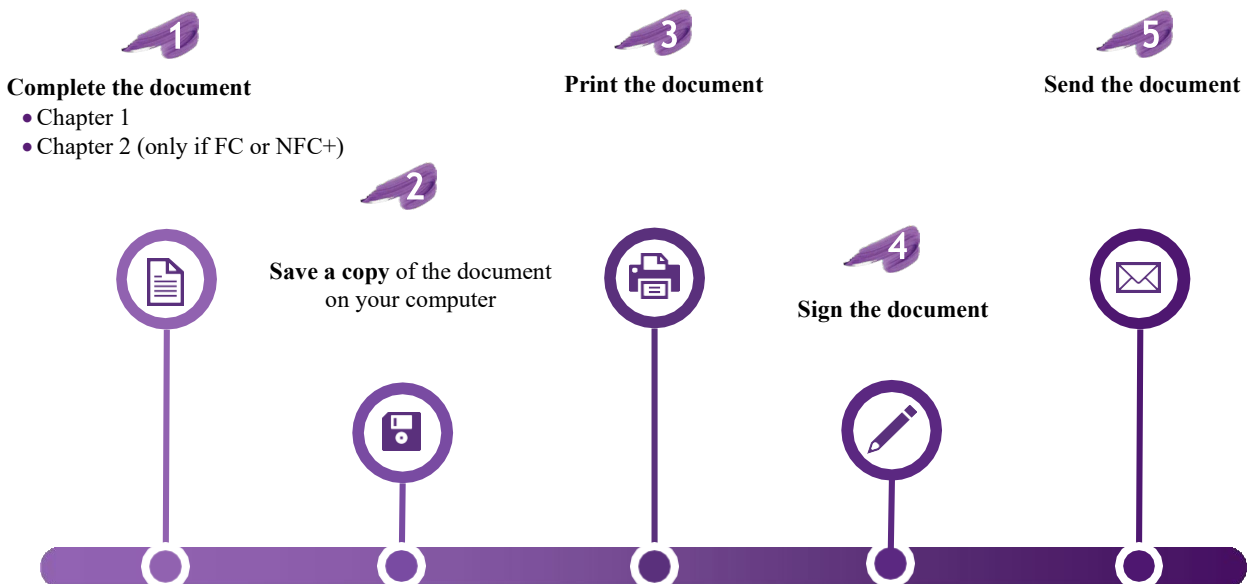 1
Complete the document
• Chapter 1
• Chapter 2 (only if FC or NFC+)
2
Save a copy of the document
on your computer
3
Print the document
4
Sign the document
5
Send the document